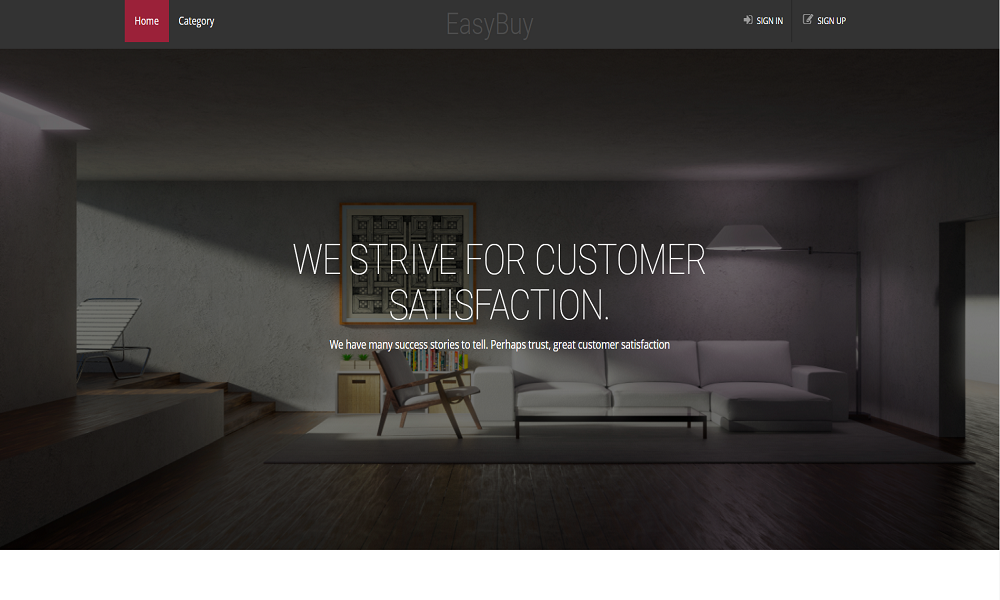 Home Category EasyBuy SIGN IN SIGN UP
WE STRIVE FOR CUSTOMER
SATISFACTION.
We have many success stories to tell. Perhaps trust, great customer satisfaction